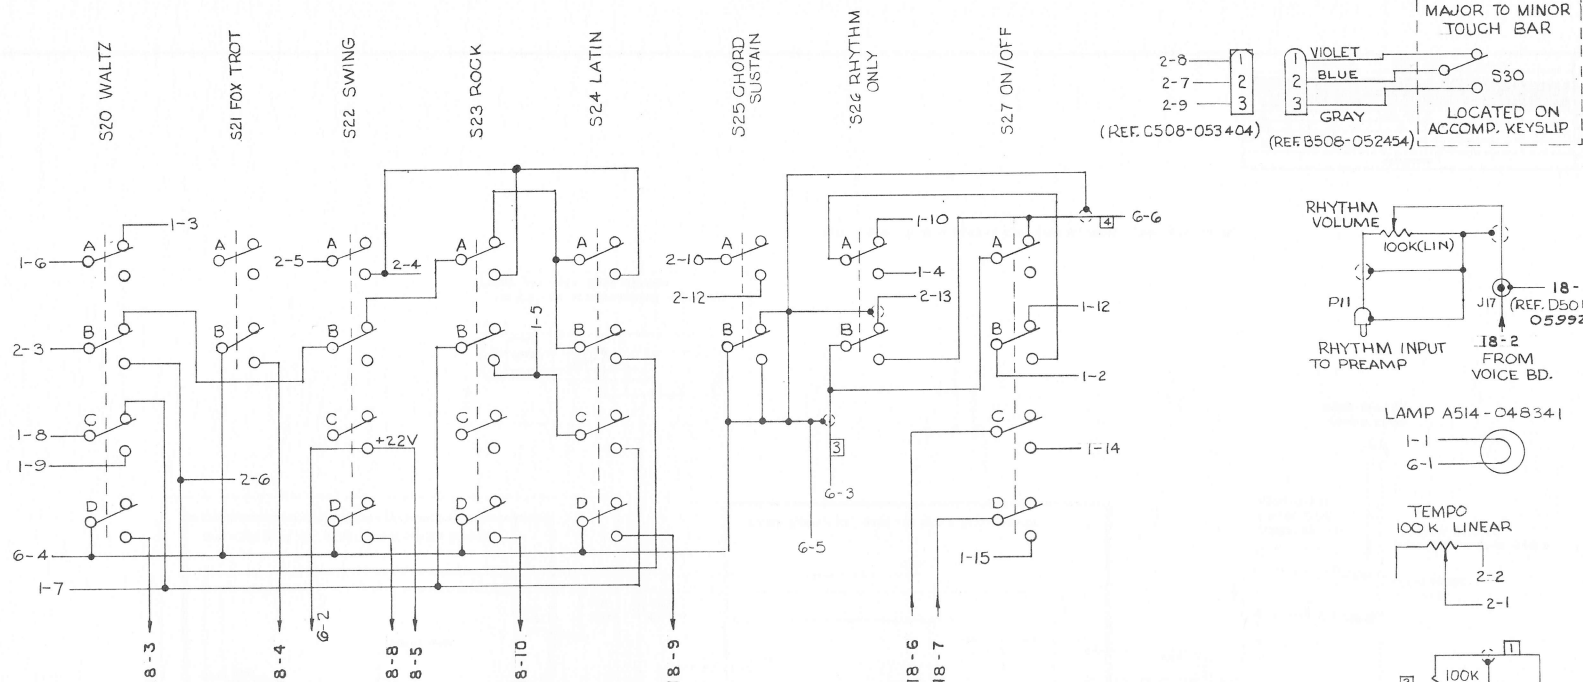 S20 WALTZ
S21 FOX TROT
S22 SWING
S23 ROCK
S24 LATIN
S25 CHORD
SUSTAIN
S26 RHYTHM
ONLY
S27 ON/OFF
2-8
2-7
2-9
1
2
3
(REF. C508-053404)
1
2
3
VIOLET
BLUE
GRAY
(REF. B508-052454)
MAJOR TO MINOR
TOUCH BAR
S30
LOCATED ON
ACCOMP. KEYSLIP
A
1-3
1-6
A
A
2-5
2-4
A
A
A
2-10
2-12
A
1-10
1-4
2-13
A
4
6-6
B
2-3
B
B
B
1-5
B
B
B
B
1-12
1-2
C
1-8
1-9
2-6
C
+22V
C
C
3
6-3
6-5
C
1-14
D
6-4
1-7
D
D
D
D
1-15
8-3
8-4
6-2
8-8
8-5
8-10
8-9
18-6
18-7
RHYTHM
VOLUME
100K(LIN)
P11
J17
18-
(REF. D50
0599
RHYTHM INPUT
TO PREAMP
18-2
FROM
VOICE BD.
LAMP A514-048341
1-1
6-1
TEMPO
100K LINEAR
2-2
2-1
1
100K